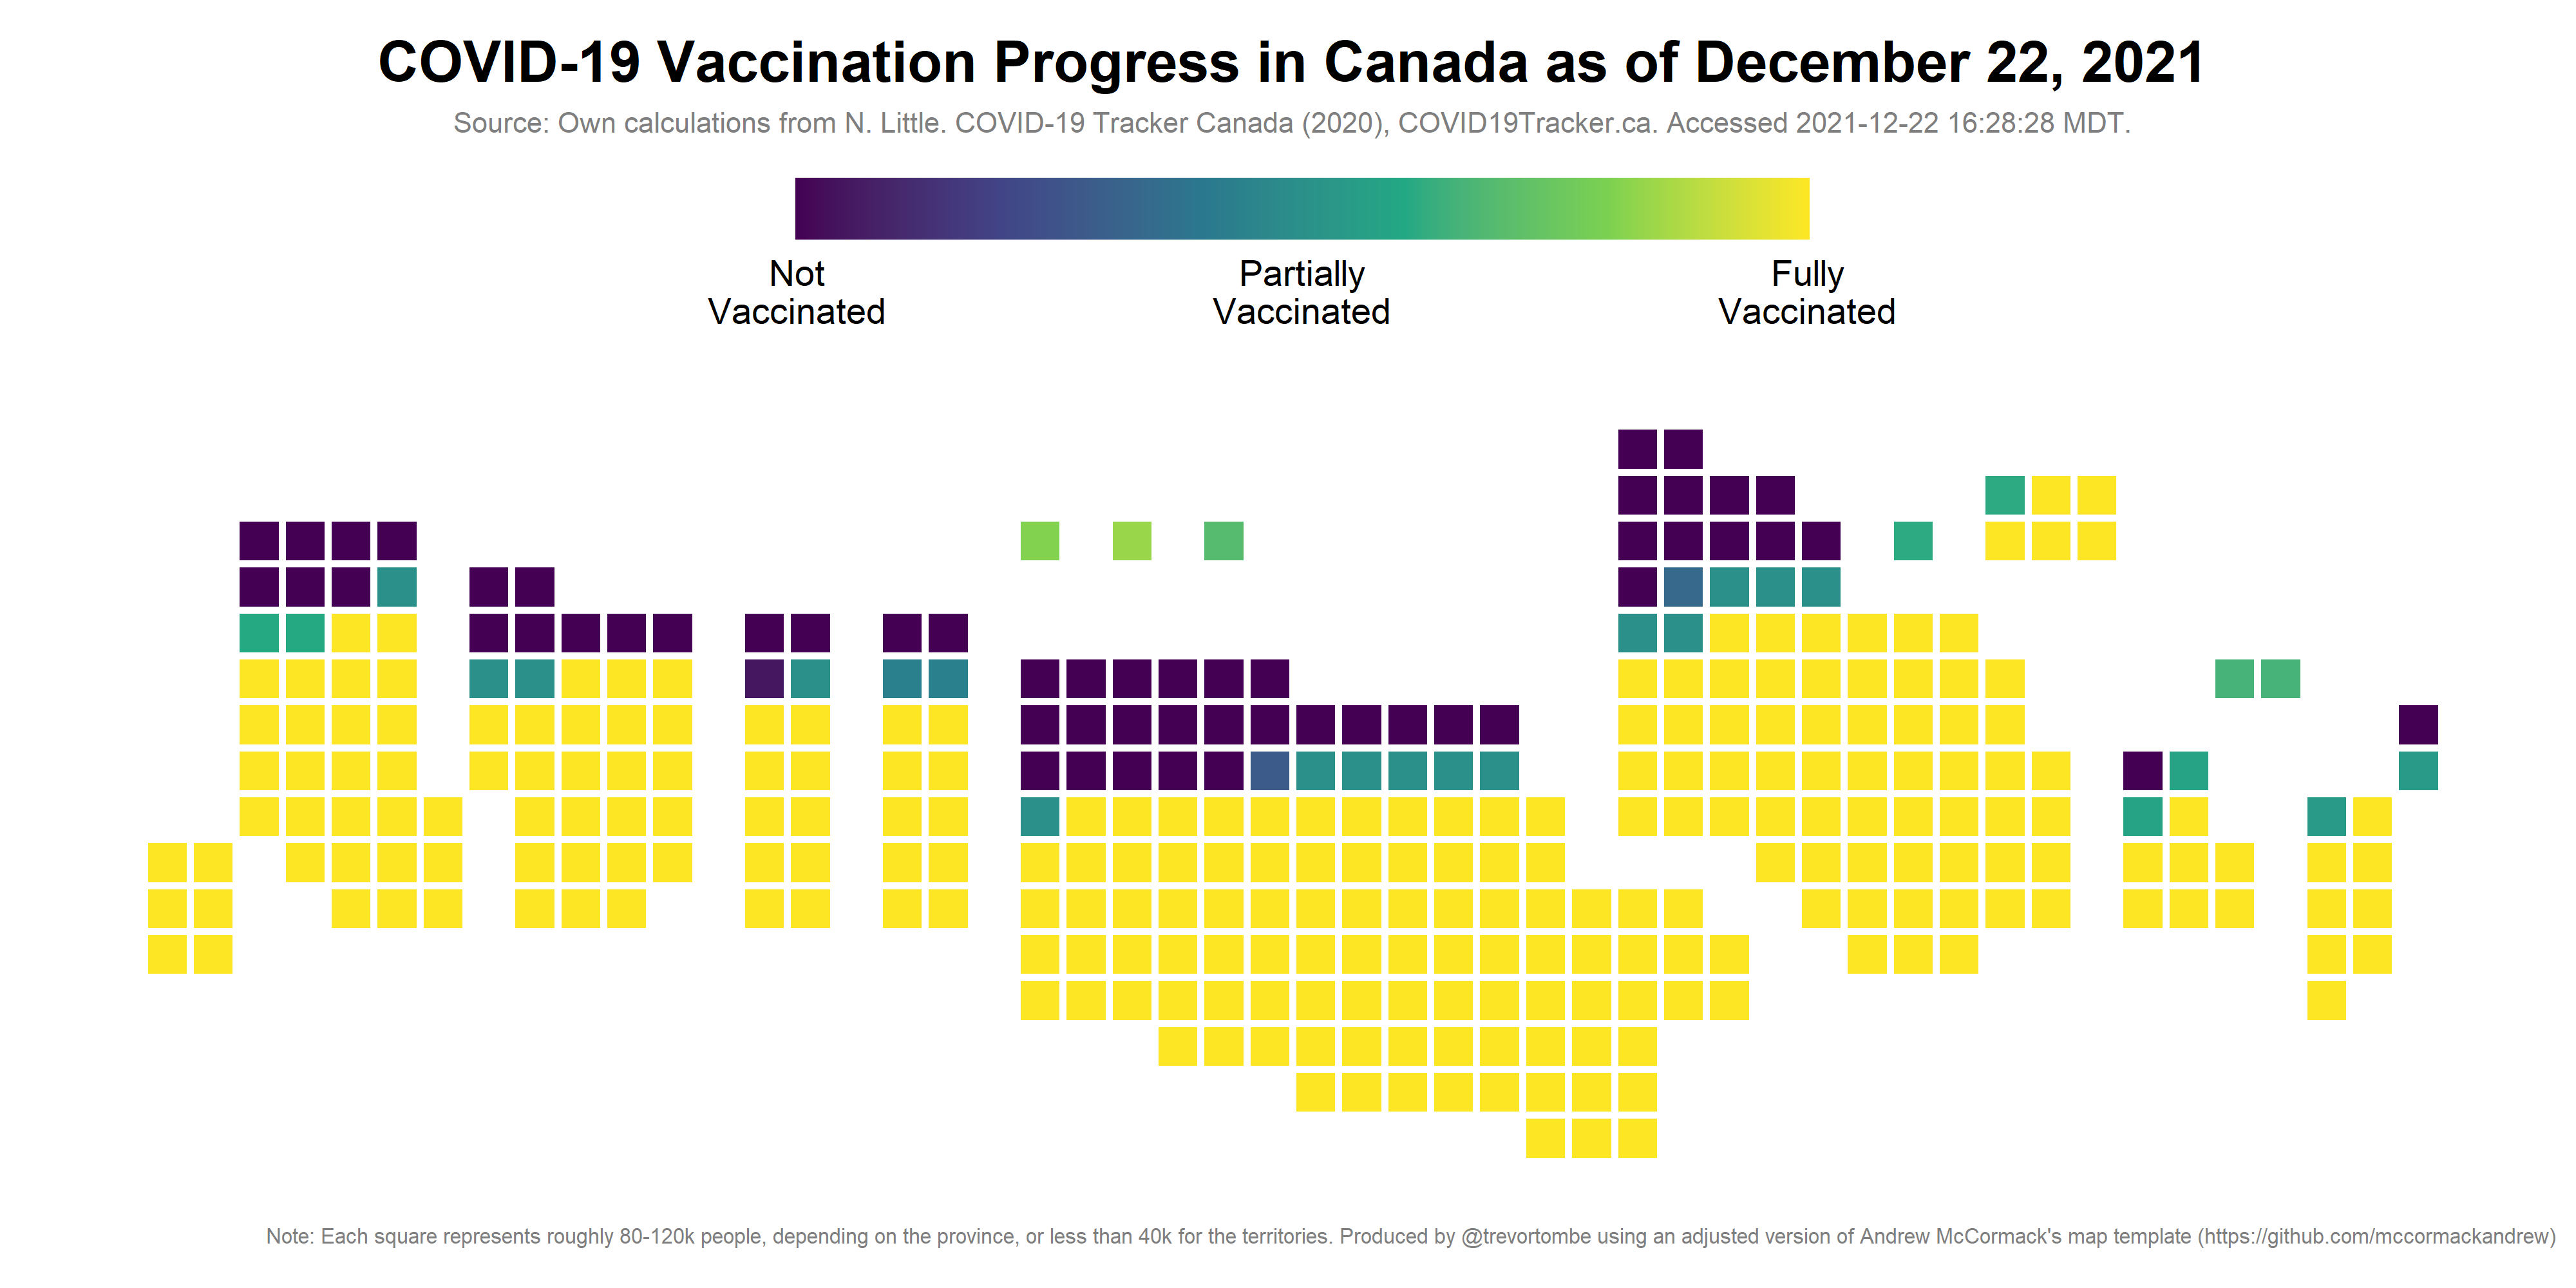 COVID-19 Vaccination Progress in Canada as of December 22, 2021
Source: Own calculations from N. Little. COVID-19 Tracker Canada (2020), COVID19Tracker.ca. Accessed 2021-12-22 16:28:28 MDT.
Not Vaccinated
Partially Vaccinated
Fully Vaccinated
Note: Each square represents roughly 80-120k people, depending on the province, or less than 40k for the territories. Produced by @trevortombe using an adjusted version of Andrew McCormack's map template (https://github.com/mccormackandrew)